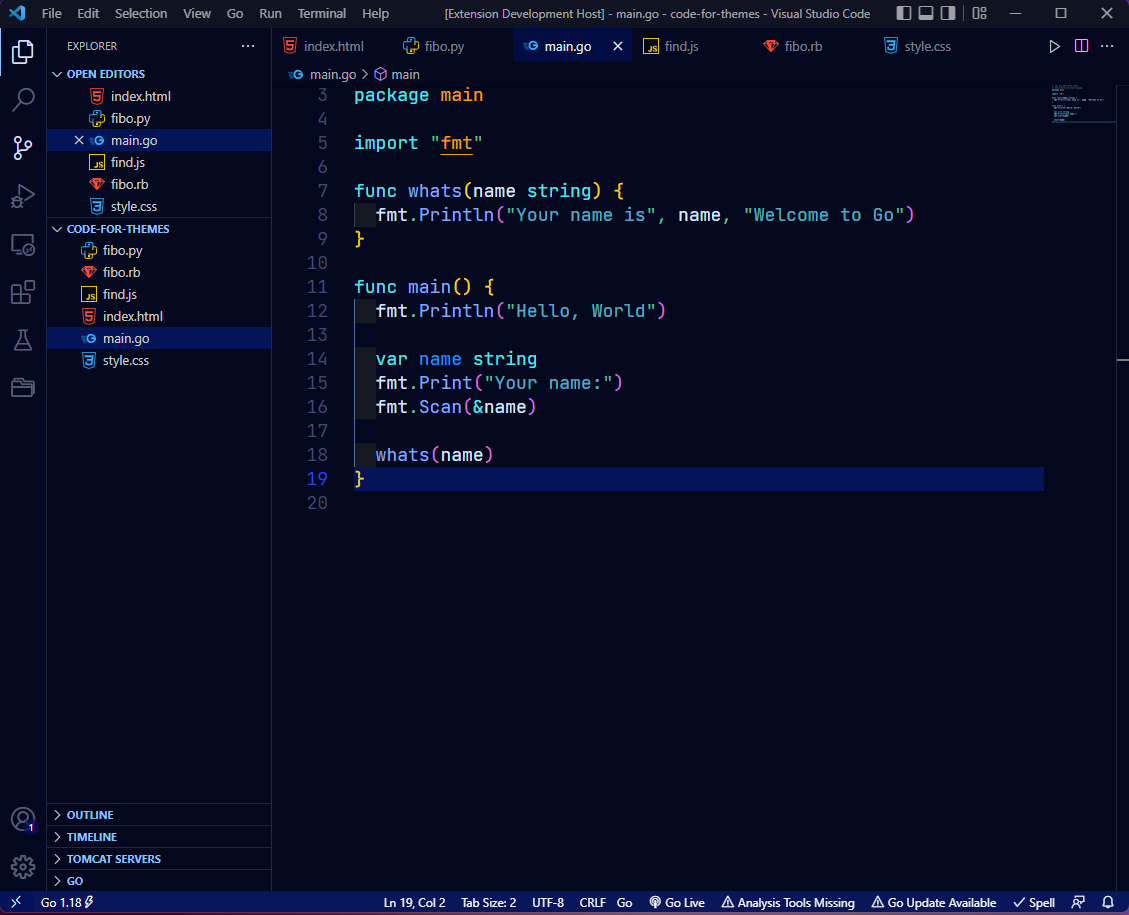 File Edit Selection View Go Run Terminal Help [Extension Development Host] - main.go - code-for-themes - Visual Studio Code
EXPLORER
OPEN EDITORS
index.html
fibo.py
main.go
find.js
fibo.rb
style.css
CODE-FOR-THEMES
fibo.py
fibo.rb
find.js
index.html
main.go
style.css
OUTLINE
TIMELINE
TOMCAT SERVERS
GO
1
index.html fibo.py main.go find.js fibo.rb style.css
main.go > main
3 package main
4
5 import "fmt"
6
7 func whats(name string) {
8 fmt.Println("Your name is", name, "Welcome to Go")
9 }
10
11 func main() {
12 fmt.Println("Hello, World")
13
14 var name string
15 fmt.Print("Your name:")
16 fmt.Scan(&name)
17
18 whats(name)
19 }
20
Go 1.18 Ln 19, Col 2 Tab Size: 2 UTF-8 CRLF Go Go Live Analysis Tools Missing Go Update Available Spell